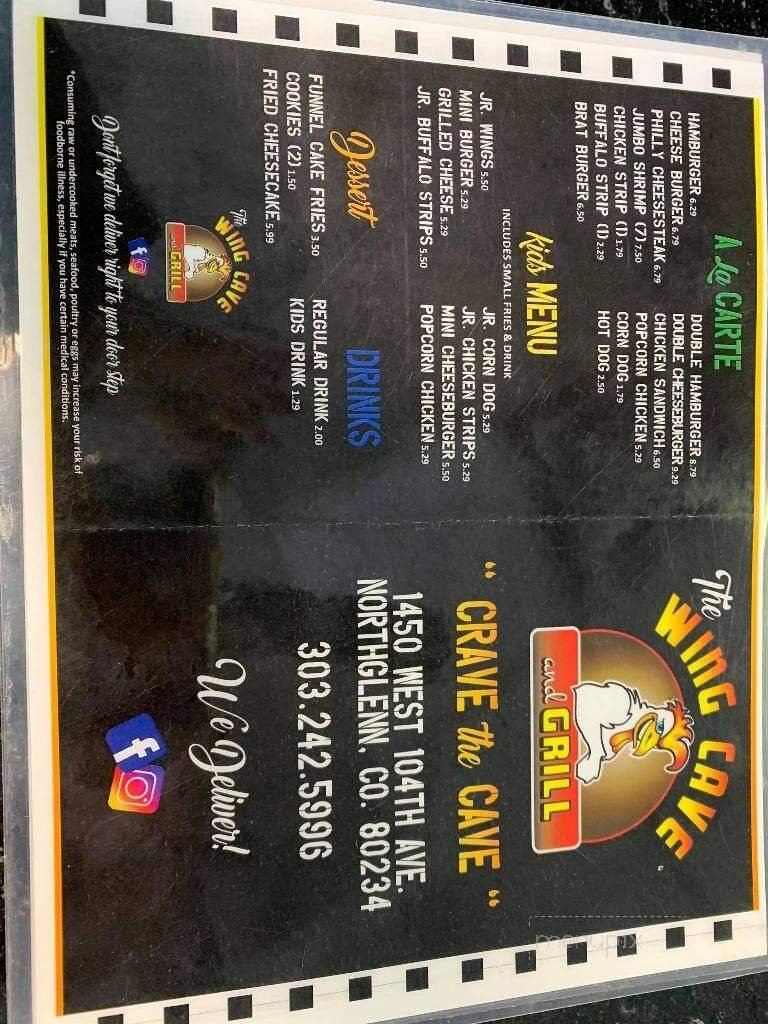 A La CARTE
HAMBURGER 6.29
CHEESE BURGER 6.79
PHILLY CHEESESTEAK 6.79
JUMBO SHRIMP (7) 7.50
CHICKEN STRIP (1) 1.79
BUFFALO STRIP (1) 2.29
BRAT BURGER 6.50
DOUBLE HAMBURGER 8.79
DOUBLE CHEESEBURGER 9.29
CHICKEN SANDWICH 6.50
POPCORN CHICKEN 5.29
CORN DOG 1.79
HOT DOG 2.50
Kids MENU
INCLUDES SMALL FRIES & DRINK
JR. WINGS 5.50
MINI BURGER 5.29
GRILLED CHEESE 5.29
JR. BUFFALO STRIPS 5.50
JR. CORN DOG 5.29
JR. CHICKEN STRIPS 5.29
MINI CHEESEBURGER 5.50
POPCORN CHICKEN 5.29
Dessert
FUNNEL CAKE FRIES 3.50
COOKIES (2) 1.50
FRIED CHEESECAKE 5.99
DRINKS
REGULAR DRINK 2.00
KIDS DRINK 1.29
The
WING CAVE
and GRILL
Dont forget we deliver right to your door step
*Consuming raw or undercooked meats, seafood, poultry or eggs may increase your risk of
foodborne illness, especially if you have certain medical conditions.
The
WING CAVE
and GRILL
“ CRAVE the CAVE “
1450 WEST 104TH AVE.
NORTHGLENN, CO. 80234
303.242.5996
We Deliver!
menupix